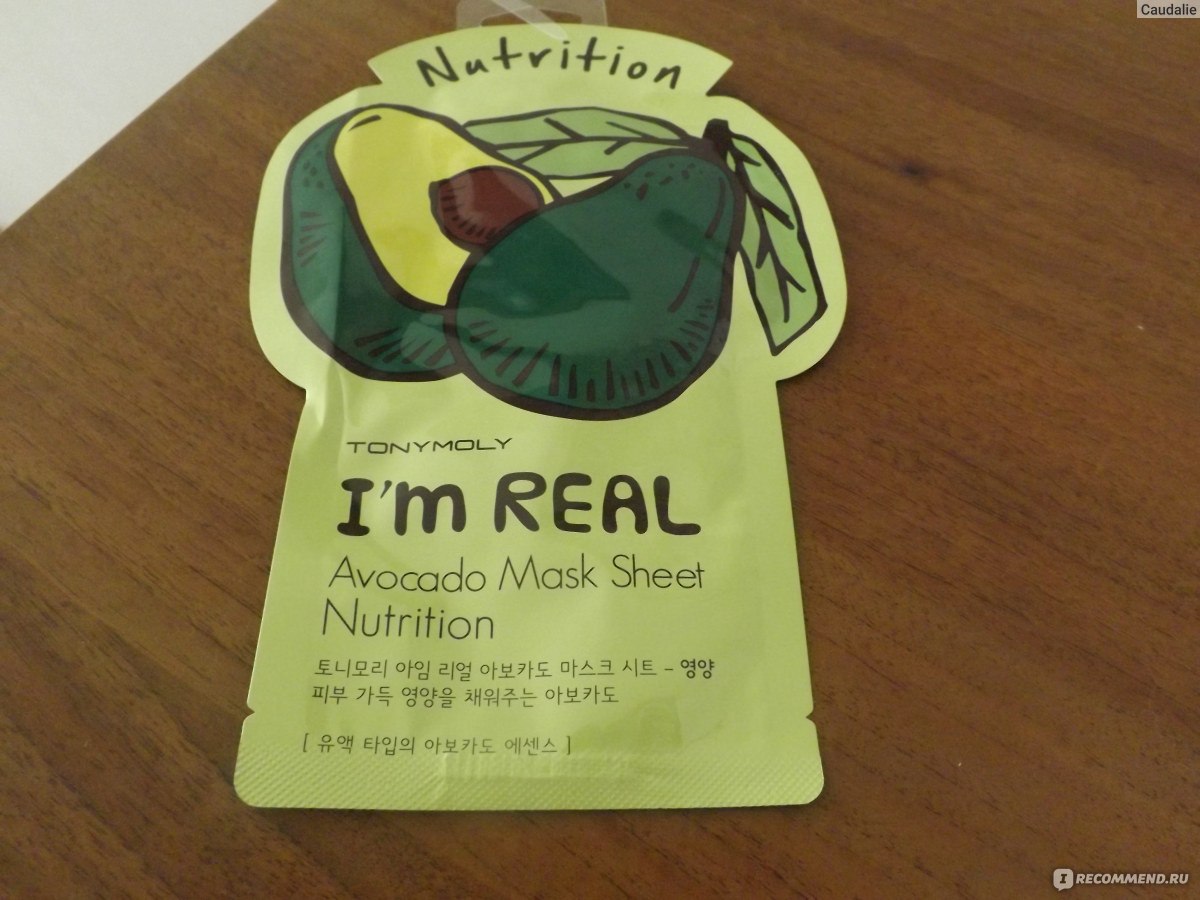 Caudalie
Nutrition
TONYMOLY
I'm REAL
Avocado Mask Sheet
Nutrition
토니모리 아임 리얼 아보카도 마스크 시트 – 영양
피부 가득 영양을 채워주는 아보카도
[ 유액 타입의 아보카도 에센스 ]
IRECOMMEND.RU